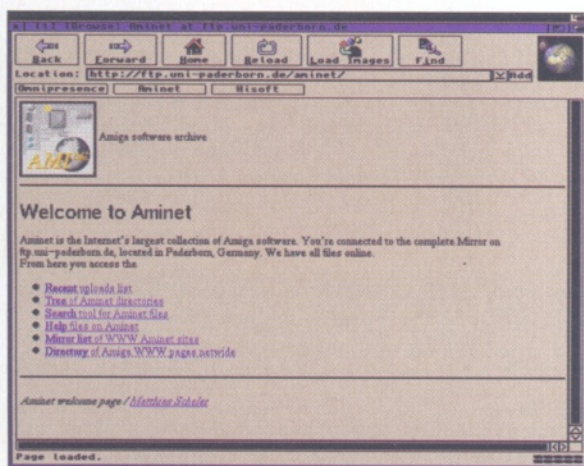 [1] IBrowse: Aminet at ftp.uni-paderborn.de
Back Forward Home Reload Load Images Find
Location: http://ftp.uni-paderborn.de/aminet/ Add
Omnipresence Aminet Hisoft
AMI
Amiga software archive
Welcome to Aminet
Aminet is the Internet's largest collection of Amiga software. You're connected to the complete Mirror on
ftp.uni-paderborn.de, located in Paderborn, Germany. We have all files online.
From here you access the
Recent uploads list
Tree of Aminet directories
Search tool for Aminet files
Help files on Aminet
Mirror list of WWW Aminet sites
Directory of Amiga WWW pages netwide
Aminet welcome page / Matthias Scheler
Page loaded.